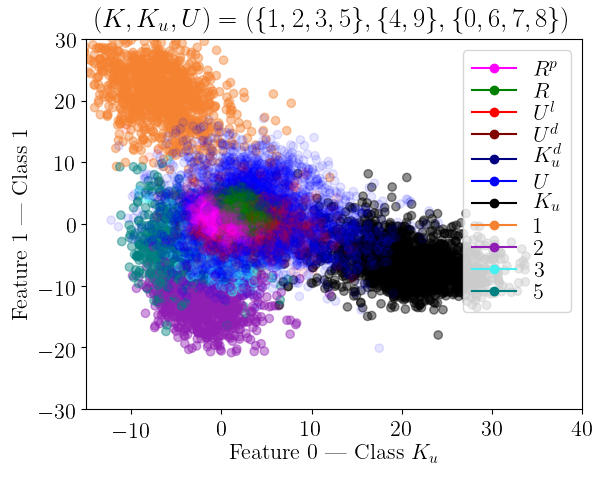 (K, K_u, U) = ({1, 2, 3, 5}, {4, 9}, {0, 6, 7, 8})
30
20
10
0
−10
−20
−30
Feature 1 — Class 1
R^p
R
U^l
U^d
K_u^d
U
K_u
1
2
3
5
−10
0
10
20
30
40
Feature 0 — Class K_u